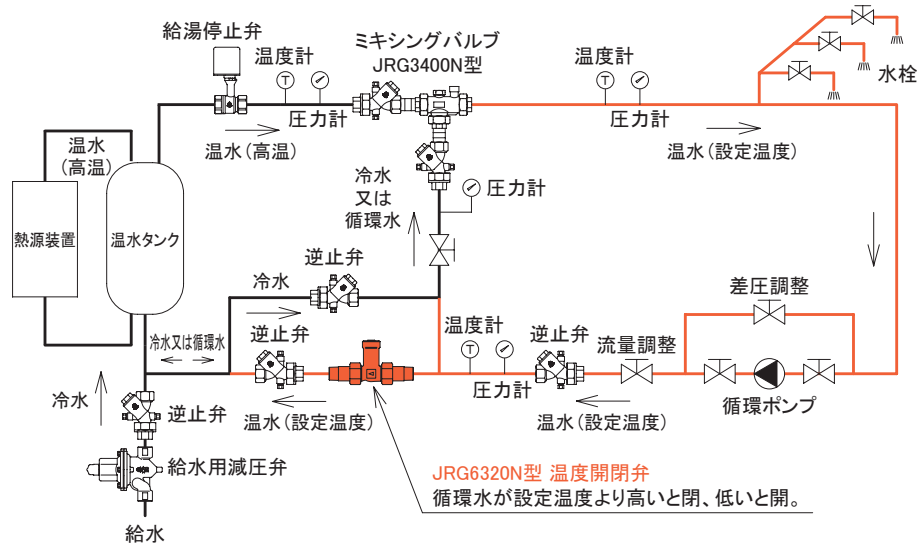 給湯停止弁
温度計
T
圧力計
温水(高温)
ミキシングバルブ
JRG3400N型
温度計
T
圧力計
温水(設定温度)
水栓
温水
(高温)
熱源装置
温水タンク
冷水
又は
循環水
圧力計
冷水
逆止弁
冷水又は循環水
逆止弁
温水(設定温度)
温度計
T
圧力計
逆止弁
温水(設定温度)
流量調整
差圧調整
循環ポンプ
冷水
逆止弁
給水用減圧弁
給水
JRG6320N型 温度開閉弁
循環水が設定温度より高いと閉、低いと開。